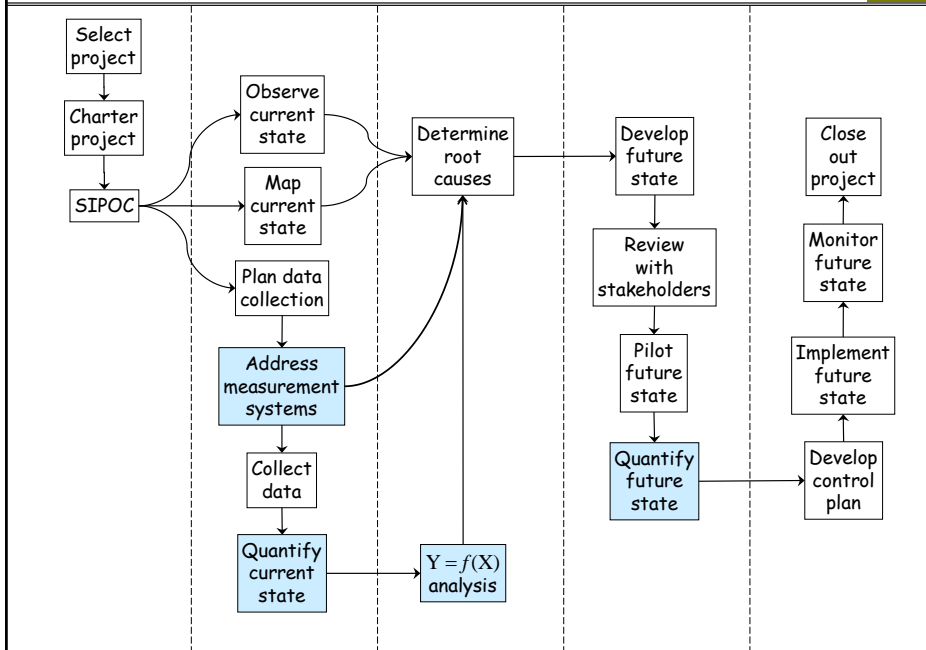 Select
project
Charter
project
SIPOC
Observe
current
state
Map
current
state
Plan data
collection
Address
measurement
systems
Collect
data
Quantify
current
state
Determine
root
causes
Y = f(X)
analysis
Develop
future
state
Review
with
stakeholders
Pilot
future
state
Quantify
future
state
Close
out
project
Monitor
future
state
Implement
future
state
Develop
control
plan